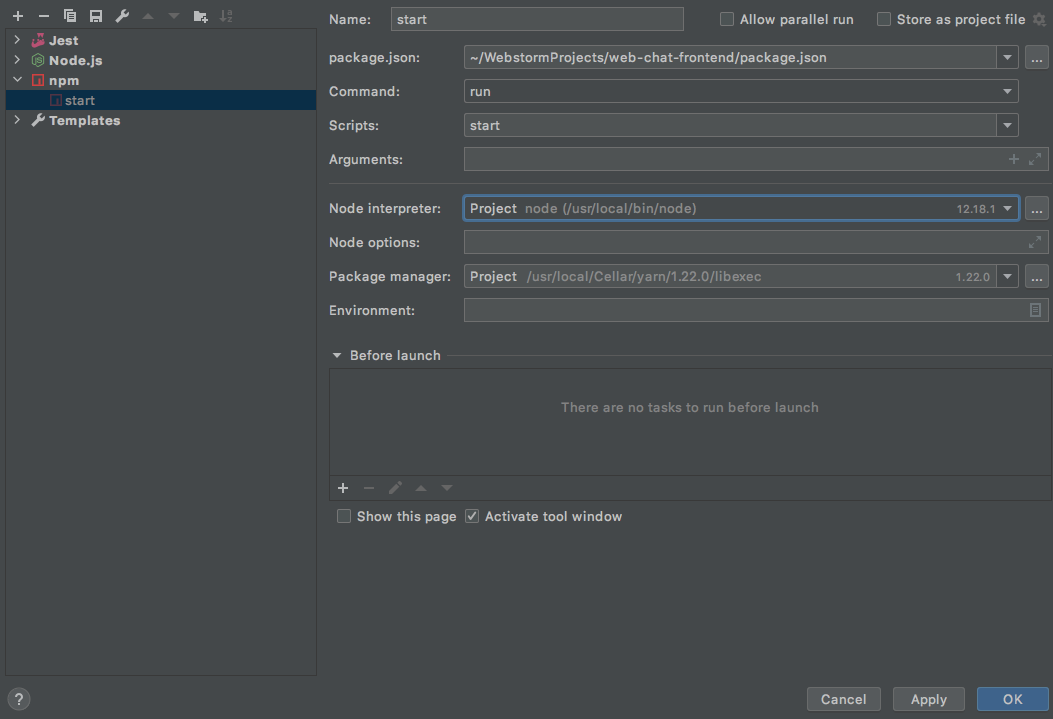 Name: start Allow parallel run Store as project file
Jest
Node.js
npm
start
Templates
package.json: ~/WebstormProjects/web-chat-frontend/package.json ...
Command: run
Scripts: start
Arguments:
Node interpreter: Project node (/usr/local/bin/node) 12.18.1 ...
Node options:
Package manager: Project /usr/local/Cellar/yarn/1.22.0/libexec 1.22.0 ...
Environment:
Before launch
There are no tasks to run before launch
Show this page Activate tool window
? Cancel Apply OK